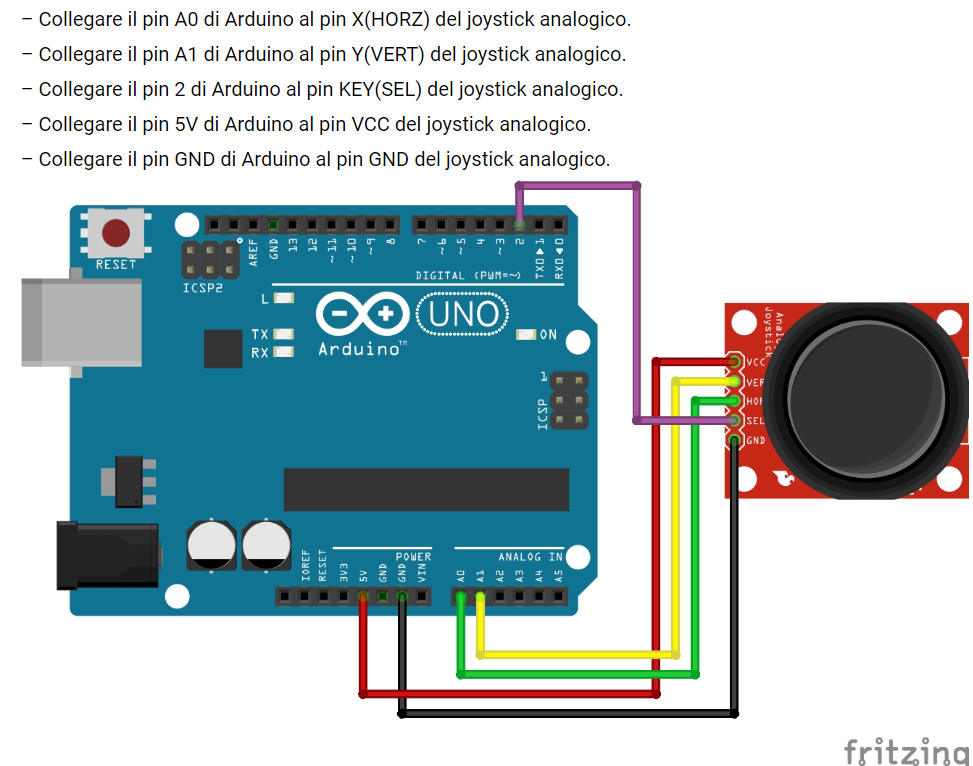 – Collegare il pin A0 di Arduino al pin X(HORZ) del joystick analogico.
– Collegare il pin A1 di Arduino al pin Y(VERT) del joystick analogico.
– Collegare il pin 2 di Arduino al pin KEY(SEL) del joystick analogico.
– Collegare il pin 5V di Arduino al pin VCC del joystick analogico.
– Collegare il pin GND di Arduino al pin GND del joystick analogico.
RESET
ICSP2
AREF
GND
13
12
~11
~10
~9
8
7
~6
~5
4
~3
2
TX0▶1
RX0◀0
DIGITAL (PWM=~)
L
TX
RX
UNO
Arduino™
ON
1
ICSP
Analo
Joystick
VCC
VER
HOR
SEL
GND
POWER
ANALOG IN
IOREF
RESET
3V3
5V
GND
GND
VIN
A0
A1
A2
A3
A4
A5
fritzing